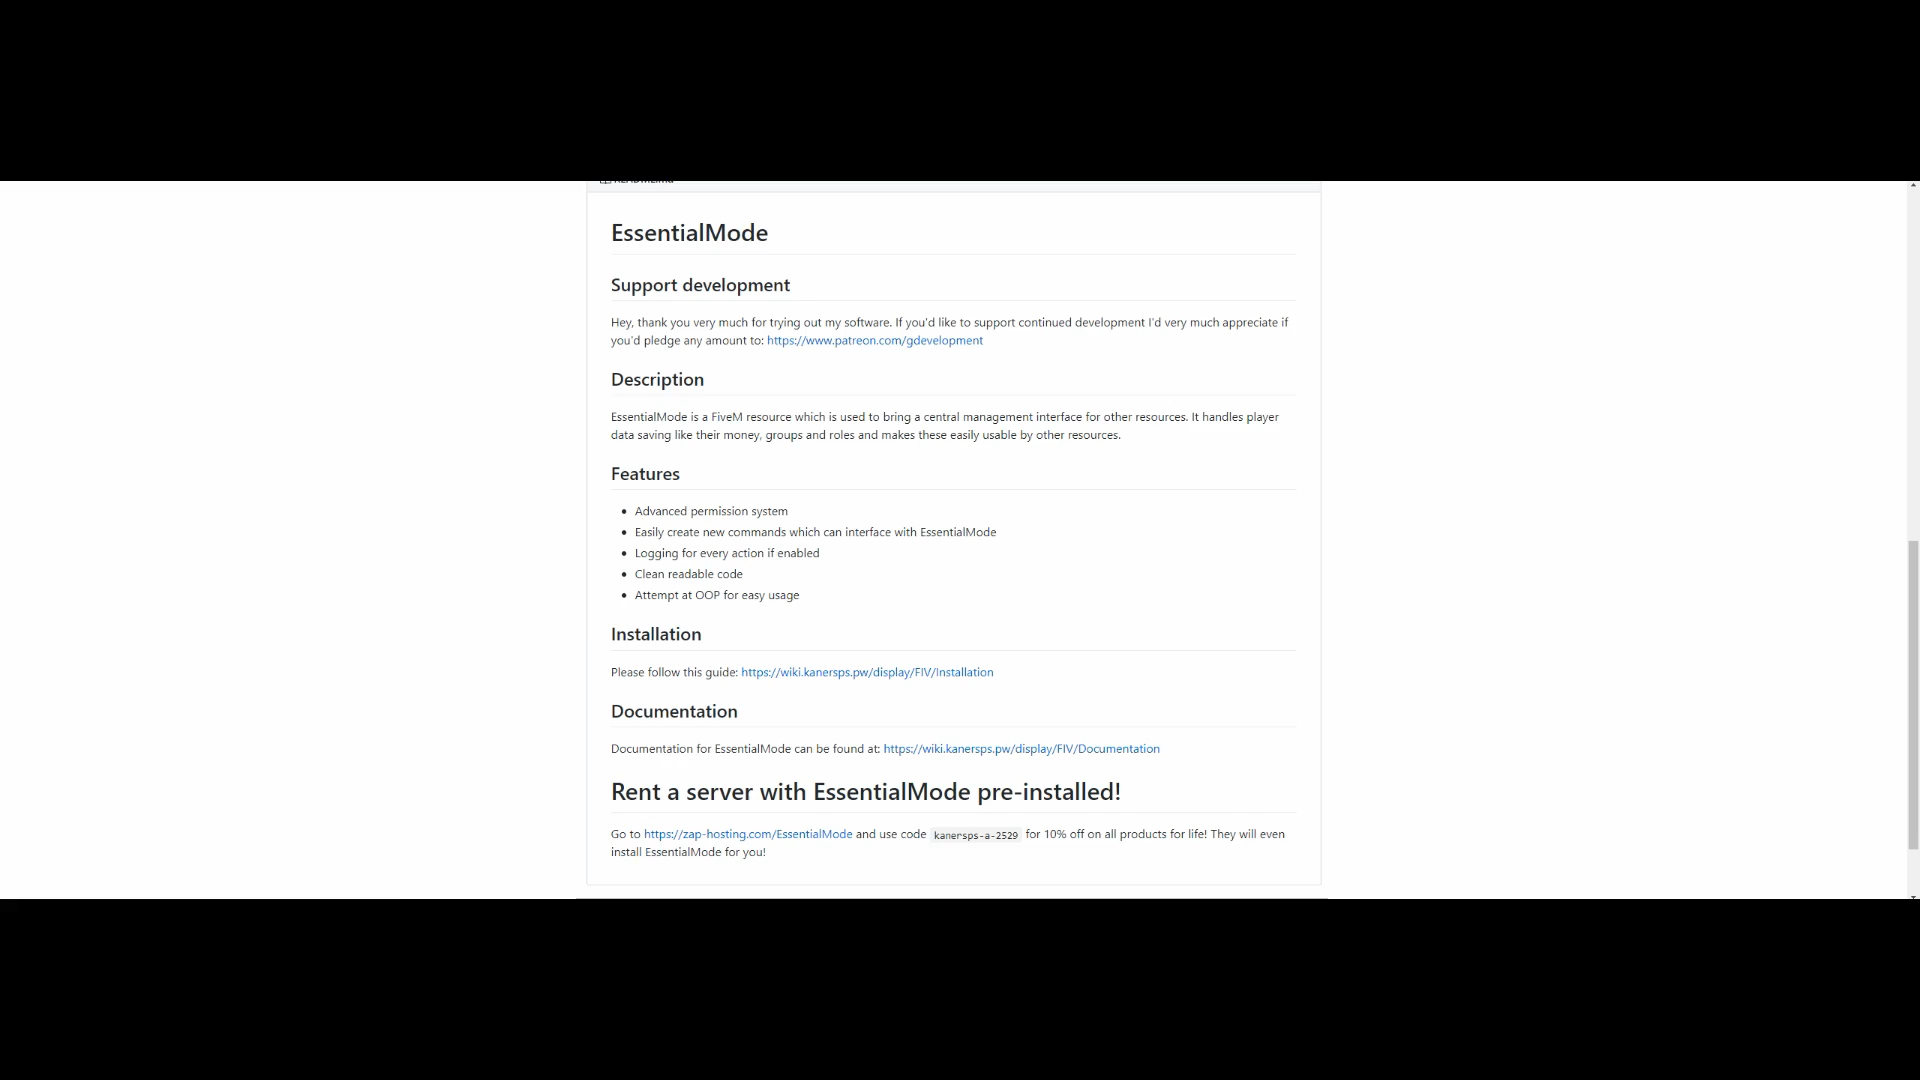 EssentialMode
Support development
Hey, thank you very much for trying out my software. If you'd like to support continued development I'd very much appreciate if
you'd pledge any amount to: https://www.patreon.com/gdevelopment
Description
EssentialMode is a FiveM resource which is used to bring a central management interface for other resources. It handles player
data saving like their money, groups and roles and makes these easily usable by other resources.
Features
• Advanced permission system
• Easily create new commands which can interface with EssentialMode
• Logging for every action if enabled
• Clean readable code
• Attempt at OOP for easy usage
Installation
Please follow this guide: https://wiki.kanersps.pw/display/FIV/Installation
Documentation
Documentation for EssentialMode can be found at: https://wiki.kanersps.pw/display/FIV/Documentation
Rent a server with EssentialMode pre-installed!
Go to https://zap-hosting.com/EssentialMode and use code kanersps-a-2529 for 10% off on all products for life! They will even
install EssentialMode for you!